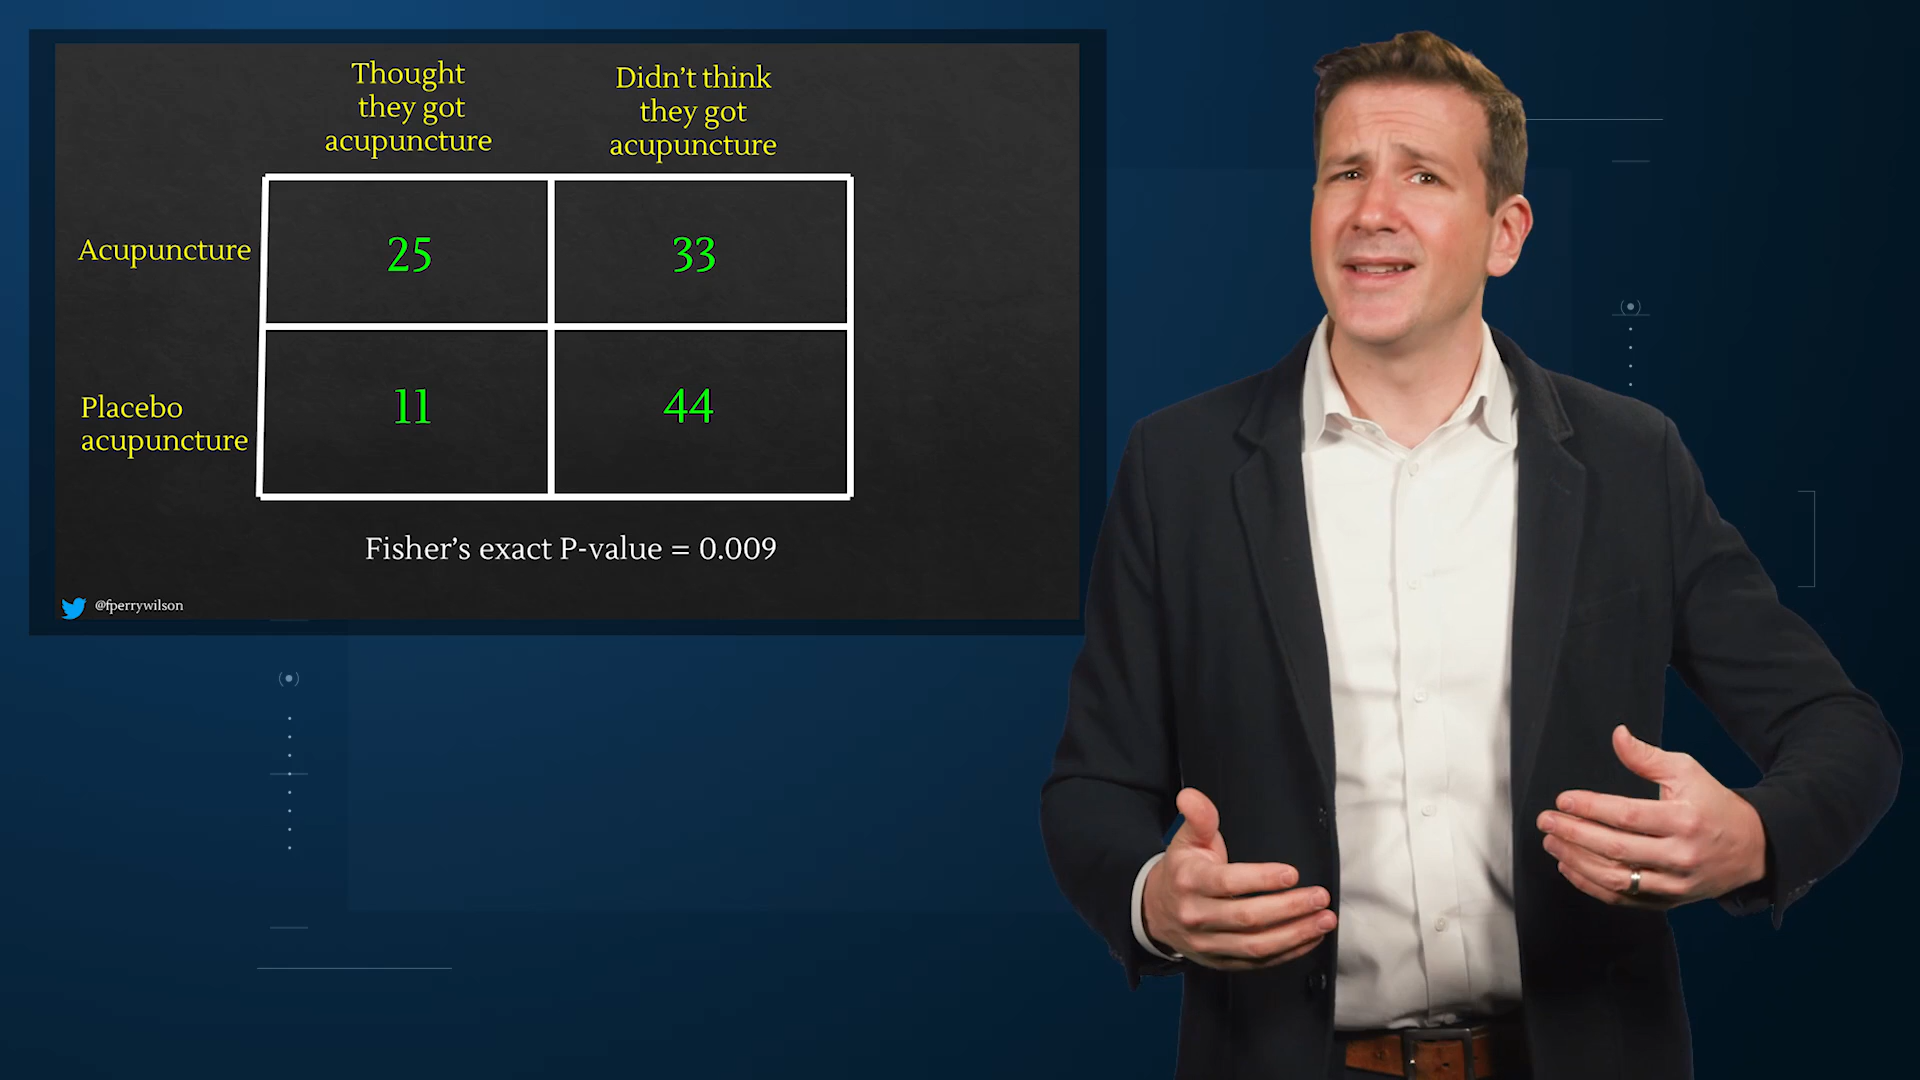 Thought
they got
acupuncture
Didn't think
they got
acupuncture
Acupuncture
25
33
Placebo
acupuncture
11
44
Fisher's exact P-value = 0.009
@fperrywilson